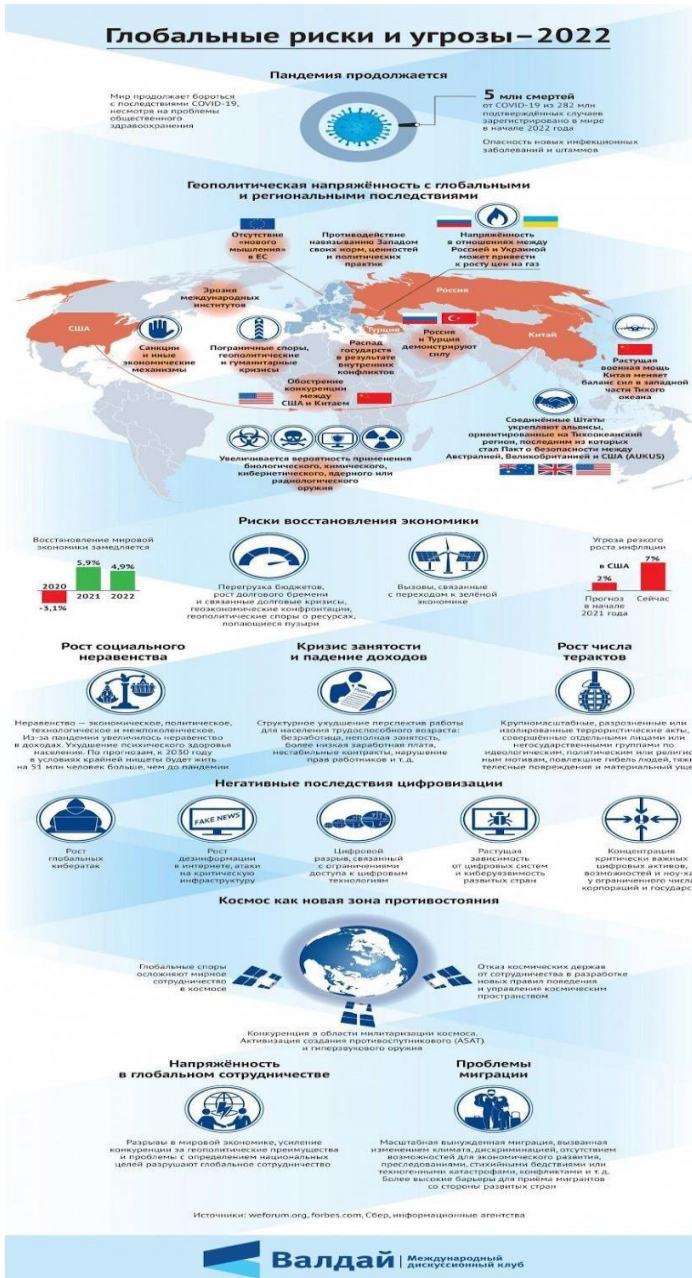 Глобальные риски и угрозы – 2022
Пандемия продолжается
Мир продолжает бороться
с последствиями COVID-19,
несмотря на проблемы
общественного
здравоохранения
5 млн смертей
от COVID-19 из 282 млн
подтверждённых случаев
зарегистрировано в мире
в начале 2022 года
Опасность новых инфекционных
заболеваний и штаммов
Геополитическая напряжённость с глобальными
и региональными последствиями
Отсутствие
«нового
мышления»
в ЕС
Противодействие
навязыванию Западом
своих норм, ценностей
и политических
практик
Напряжённость
в отношениях между
Россией и Украиной
может привести
к росту цен на газ
Эрозия
международных
институтов
Россия
США
Турция
Китай
Санкции
и иные
экономические
механизмы
Пограничные споры,
геополитические
и гуманитарные
кризисы
Распад
государств
в результате
внутренних
конфликтов
Россия
и Турция
демонстрируют
силу
Растущая
военная мощь
Китая меняет
баланс сил в западной
части Тихого
океана
Обострение
конкуренции
между
США и Китаем
Соединённые Штаты
укрепляют альянсы,
ориентированные на Тихоокеанский
регион, последним из которых
стал Пакт о безопасности между
Австралией, Великобританией и США (AUKUS)
Увеличивается вероятность применения
биологического, химического,
кибернетического, ядерного или
радиологического
оружия
Риски восстановления экономики
Восстановление мировой
экономики замедляется
2020
-3,1%
5,9%
2021
4,9%
2022
Перегрузка бюджетов,
рост долгового бремени
и связанные долговые кризисы,
геоэкономические конфронтации,
геополитические споры о ресурсах,
лопающиеся пузыри
Вызовы, связанные
с переходом к зелёной
экономике
Угроза резкого
роста инфляции
в США
2%
Прогноз
в начале
2021 года
7%
Сейчас
Рост социального
неравенства
Неравенство — экономическое, политическое,
технологическое и межпоколенческое.
Из-за пандемии увеличилось неравенство
в доходах. Ухудшение психического здоровья
населения. По прогнозам, к 2030 году
в условиях крайней нищеты будет жить
на 51 млн человек больше, чем до пандемии
Кризис занятости
и падение доходов
Структурное ухудшение перспектив работы
для населения трудоспособного возраста:
безработица, неполная занятость,
более низкая заработная плата,
нестабильные контракты, нарушение
прав работников и т. д.
Рост числа
терактов
Крупномасштабные, разрозненные или
изолированные террористические акты,
совершённые отдельными лицами или
негосударственными группами по
идеологическим, политическим или религиоз
ным мотивам, повлекшие гибель людей, тяжк
телесные повреждения и материальный уще
Негативные последствия цифровизации
FAKE NEWS
Рост
глобальных
кибератак
Рост
дезинформации
в интернете, атаки
на критическую
инфраструктуру
Цифровой
разрыв, связанный
с ограничениями
доступа к цифровым
технологиям
Растущая
зависимость
от цифровых систем
и киберуязвимость
развитых стран
Концентрация
критически важных
цифровых активов,
возможностей и ноу-ха
у ограниченного числа
корпораций и государс
Космос как новая зона противостояния
Глобальные споры
осложняют мирное
сотрудничество
в космосе
Отказ космических держав
от сотрудничества в разработке
новых правил поведения
и управления космическим
пространством
Конкуренция в области милитаризации космоса.
Активизация создания противоспутникового (ASAT)
и гиперзвукового оружия
Напряжённость
в глобальном сотрудничестве
Разрывы в мировой экономике, усиление
конкуренции за геополитические преимущества
и проблемы с определением национальных
целей разрушают глобальное сотрудничество
Проблемы
миграции
Масштабная вынужденная миграция, вызванная
изменением климата, дискриминацией, отсутствием
возможностей для экономического развития,
преследованиями, стихийными бедствиями или
техногенными катастрофами, конфликтами и т. д.
Более высокие барьеры для приёма мигрантов
со стороны развитых стран
Источники: weforum.org, forbes.com, Сбер, информационные агентства
Валдай
Международный
дискуссионный клуб